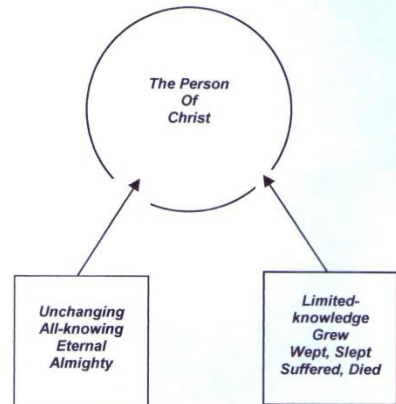 The Person
Of
Christ
Unchanging
All-knowing
Eternal
Almighty
Limited-
knowledge
Grew
Wept, Slept
Suffered, Died